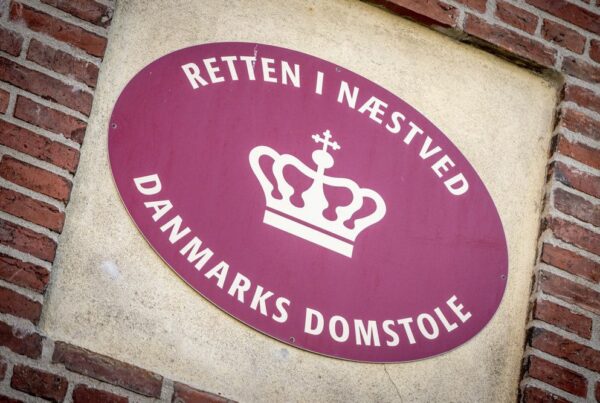 RETTEN I NÆSTVED
DANMARKS DOMSTOLE